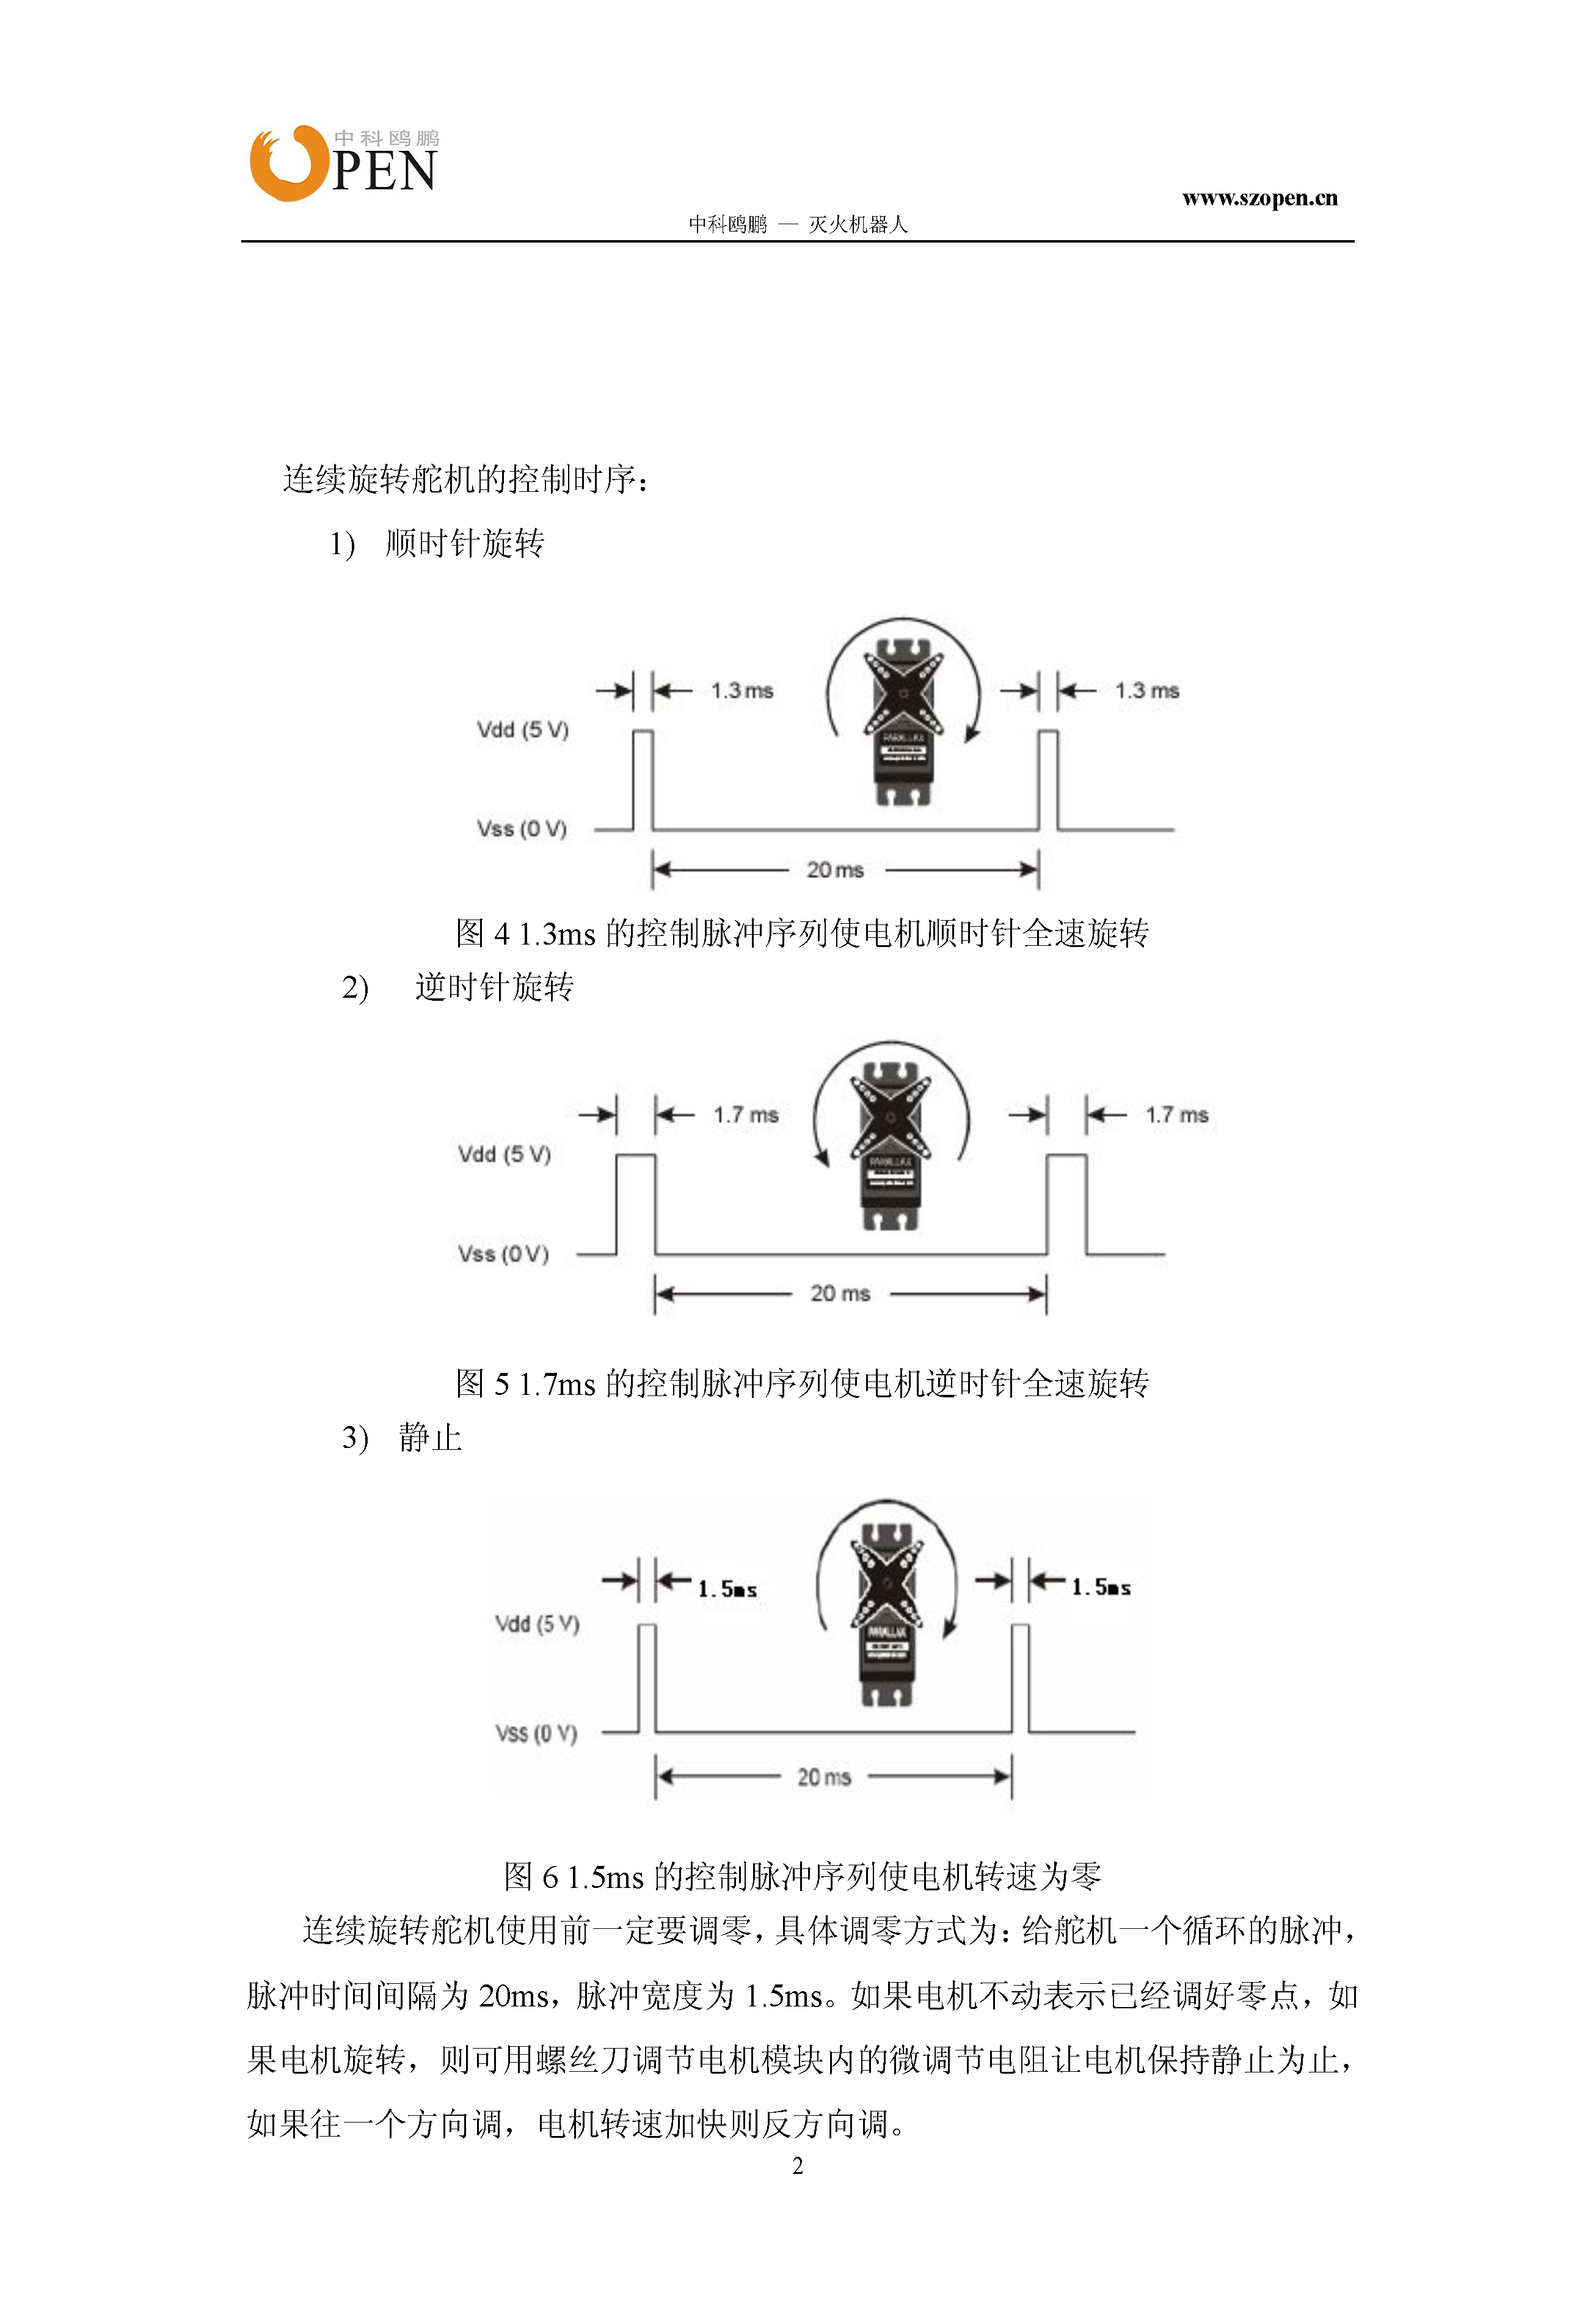 中科鸥鹏
OPEN
www.szopen.cn
中科鸥鹏 — 灭火机器人
连续旋转舵机的控制时序：
1) 顺时针旋转
1.3 ms
1.3 ms
Vdd (5 V)
PARALLAX
Vss (0 V)
20 ms
图 4 1.3ms 的控制脉冲序列使电机顺时针全速旋转
2) 逆时针旋转
1.7 ms
1.7 ms
Vdd (5 V)
PARALLAX
Vss (0 V)
20 ms
图 5 1.7ms 的控制脉冲序列使电机逆时针全速旋转
3) 静止
1.5ms
1.5ms
Vdd (5 V)
PARALLAX
Vss (0 V)
20 ms
图 6 1.5ms 的控制脉冲序列使电机转速为零
连续旋转舵机使用前一定要调零，具体调零方式为：给舵机一个循环的脉冲，
脉冲时间间隔为 20ms，脉冲宽度为 1.5ms。如果电机不动表示已经调好零点，如
果电机旋转，则可用螺丝刀调节电机模块内的微调节电阻让电机保持静止为止，
如果往一个方向调，电机转速加快则反方向调。
2